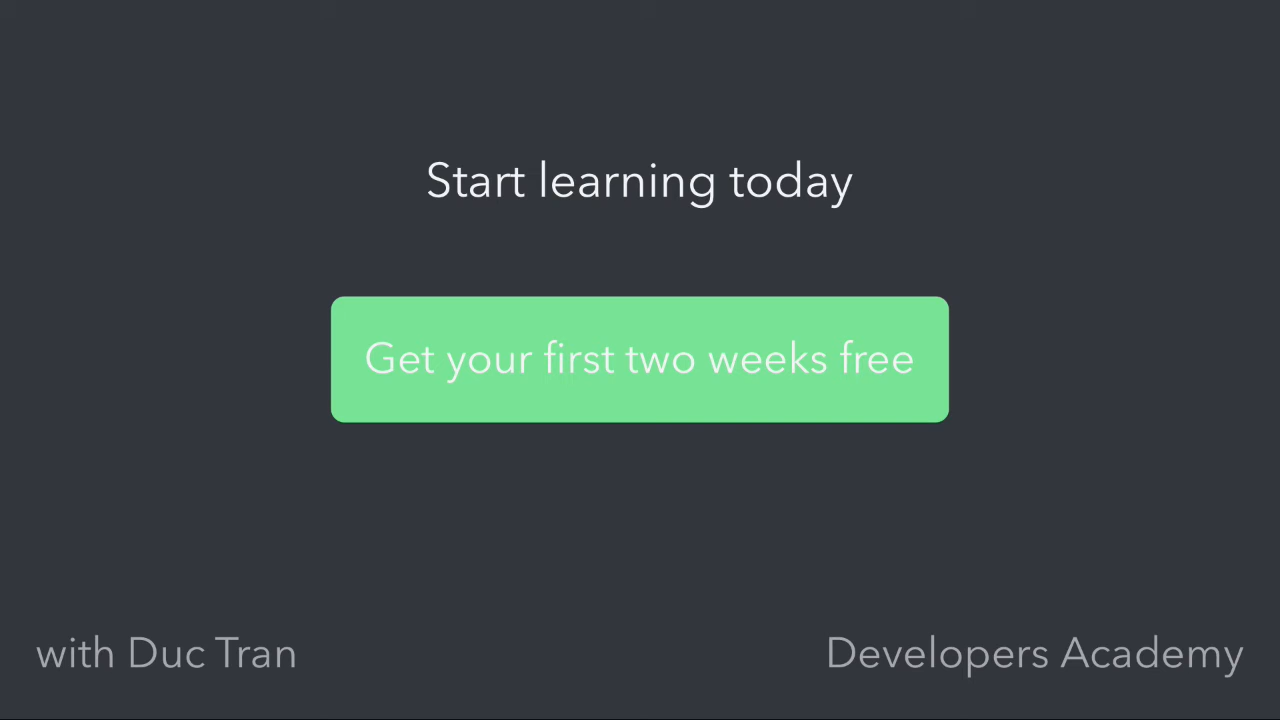 Start learning today
Get your first two weeks free
with Duc Tran
Developers Academy